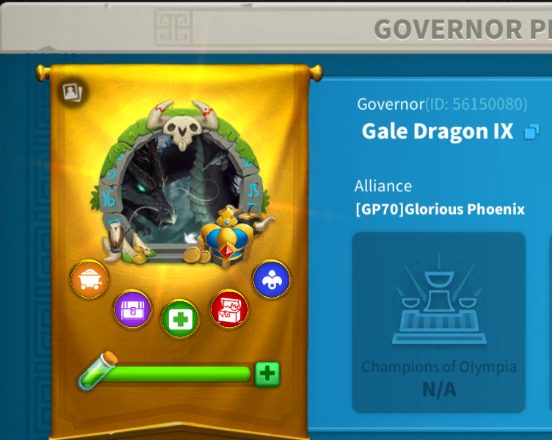 GOVERNOR P
Governor(ID: 56150080)
Gale Dragon IX
Alliance
[GP70]Glorious Phoenix
Champions of Olympia
N/A